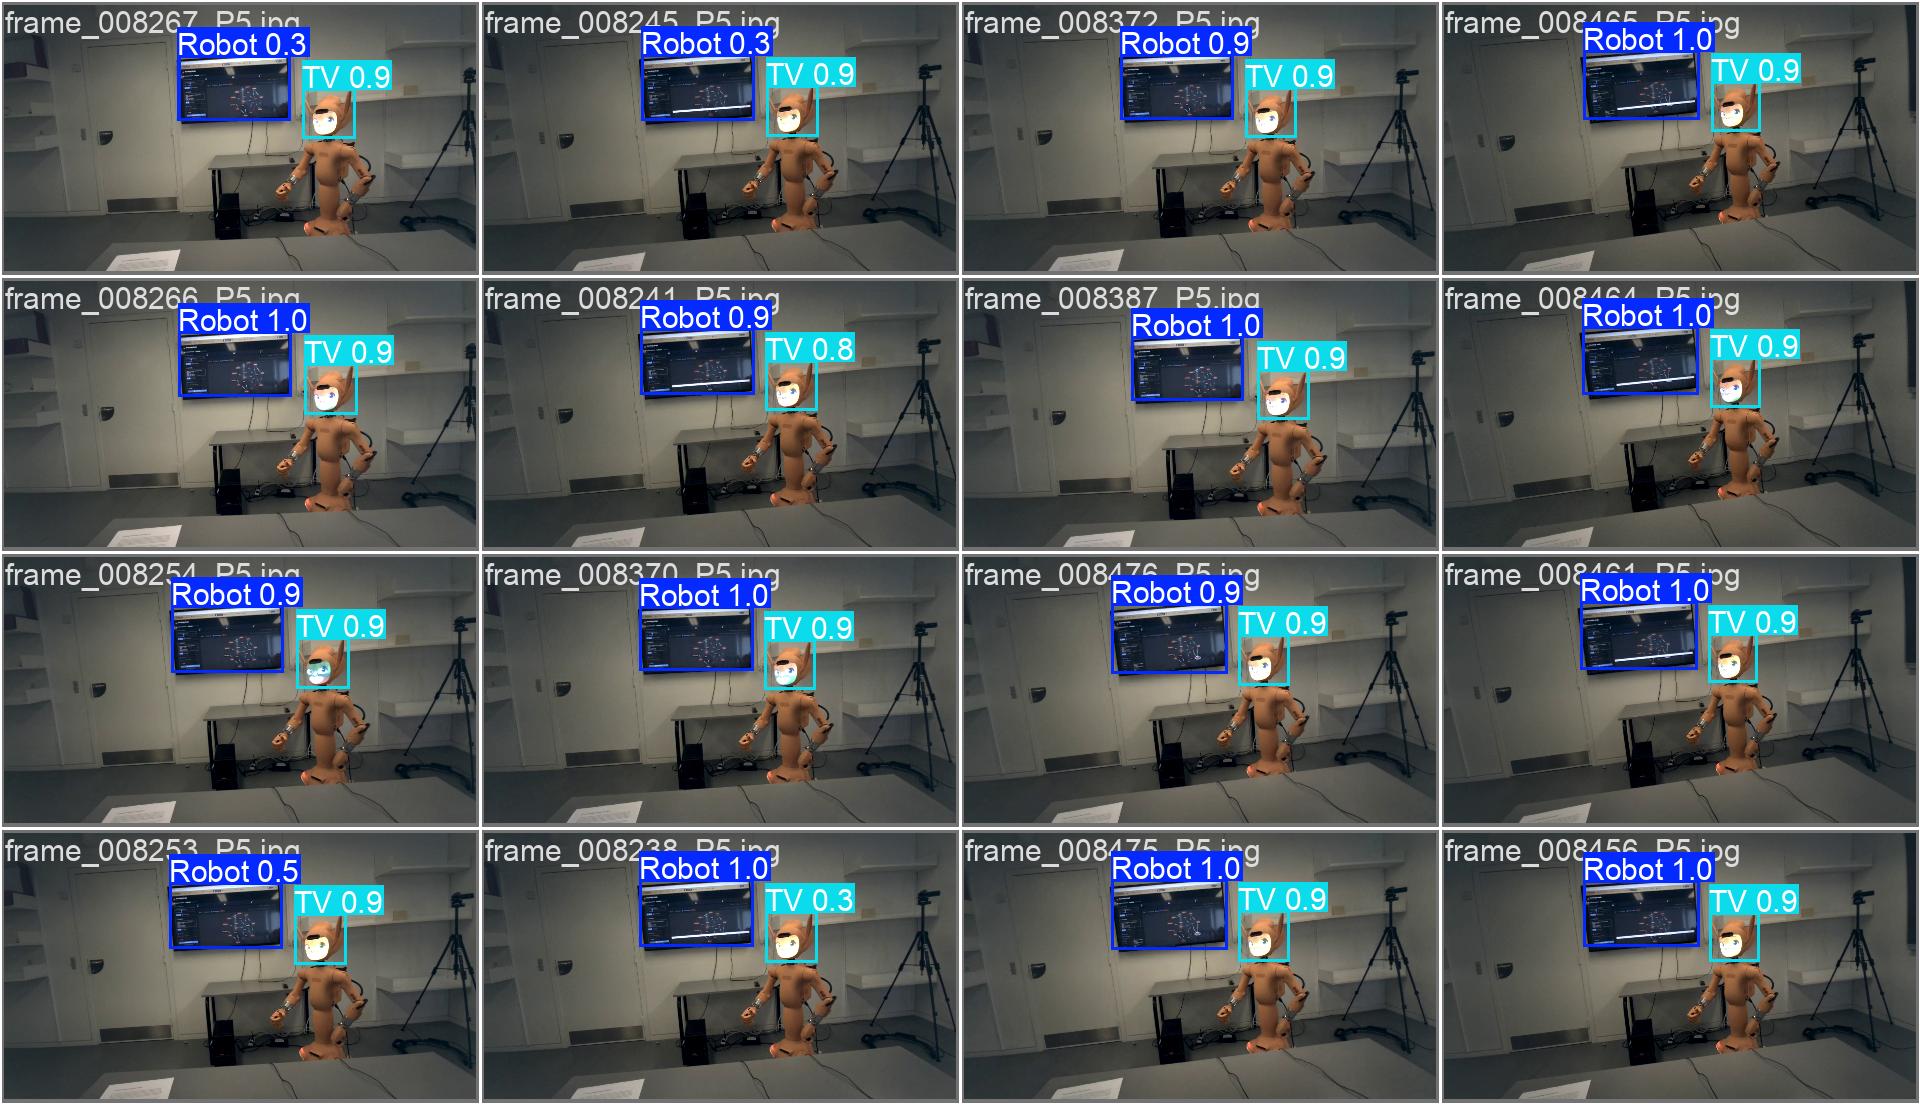 frame_008267_P5.jpg
Robot 0.3
TV 0.9
frame_008245_P5.jpg
Robot 0.3
TV 0.9
frame_008372_P5.jpg
Robot 0.9
TV 0.9
frame_008465_P5.jpg
Robot 1.0
TV 0.9
frame_008266_P5.jpg
Robot 1.0
TV 0.9
frame_008241_P5.jpg
Robot 0.9
TV 0.8
frame_008387_P5.jpg
Robot 1.0
TV 0.9
frame_008464_P5.jpg
Robot 1.0
TV 0.9
frame_008254_P5.jpg
Robot 0.9
TV 0.9
frame_008370_P5.jpg
Robot 1.0
TV 0.9
frame_008476_P5.jpg
Robot 0.9
TV 0.9
frame_008461_P5.jpg
Robot 1.0
TV 0.9
frame_008253_P5.jpg
Robot 0.5
TV 0.9
frame_008238_P5.jpg
Robot 1.0
TV 0.3
frame_008475_P5.jpg
Robot 1.0
TV 0.9
frame_008456_P5.jpg
Robot 1.0
TV 0.9